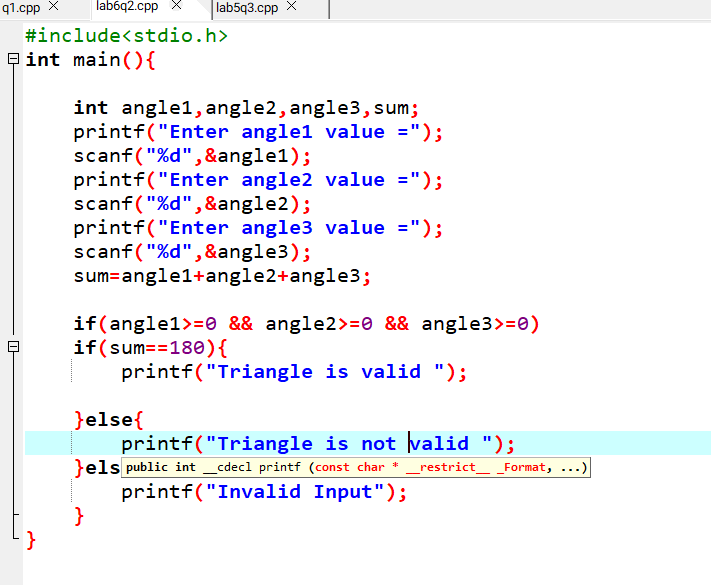 q1.cpp lab6q2.cpp lab5q3.cpp
#include<stdio.h>
int main(){
int angle1,angle2,angle3,sum;
printf("Enter angle1 value =");
scanf("%d",&angle1);
printf("Enter angle2 value =");
scanf("%d",&angle2);
printf("Enter angle3 value =");
scanf("%d",&angle3);
sum=angle1+angle2+angle3;
if(angle1>=0 && angle2>=0 && angle3>=0)
if(sum==180){
printf("Triangle is valid ");
}else{
printf("Triangle is not valid ");
}els public int __cdecl printf (const char * __restrict__ _Format, ...)
printf("Invalid Input");
}
}